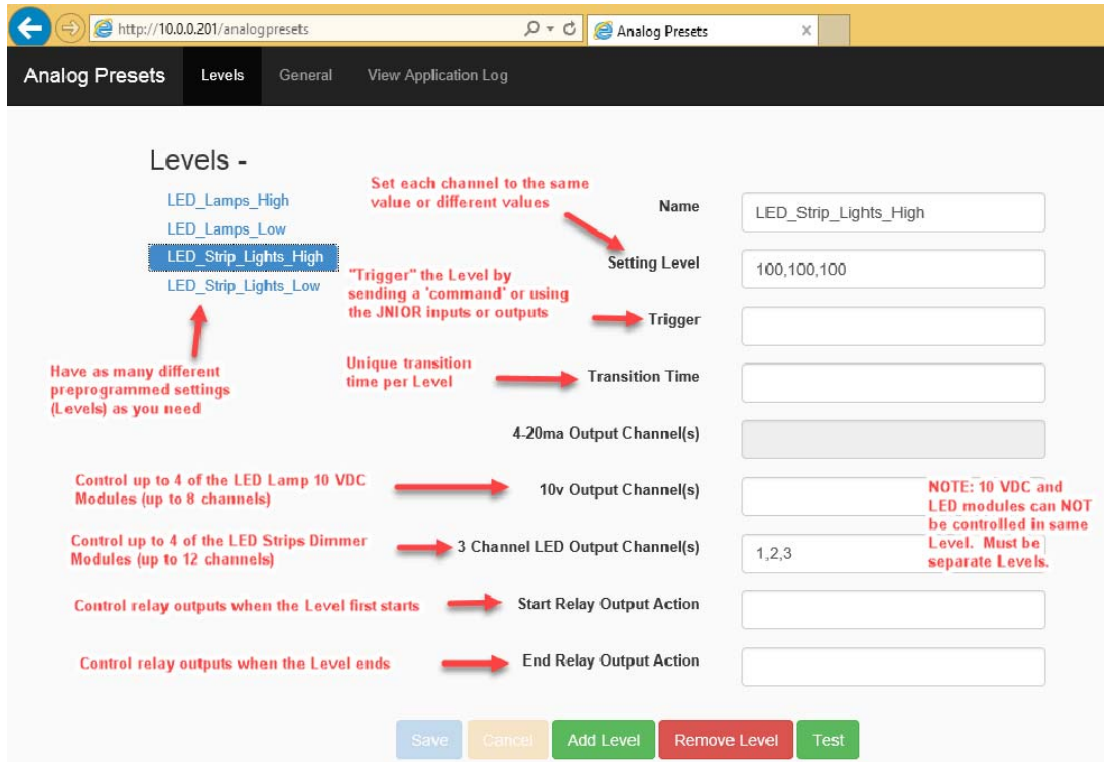 http://10.0.0.201/analogpresets
Analog Presets
Analog Presets
Levels
General
View Application Log
Levels -
LED_Lamps_High
LED_Lamps_Low
LED_Strip_Lights_High
LED_Strip_Lights_Low
Have as many different
preprogrammed settings
(Levels) as you need
Set each channel to the same
value or different values
Name
LED_Strip_Lights_High
Setting Level
100,100,100
"Trigger" the Level by
sending a 'command' or using
the JNIOR inputs or outputs
Trigger
Unique transition
time per Level
Transition Time
4-20ma Output Channel(s)
Control up to 4 of the LED Lamp 10 VDC
Modules (up to 8 channels)
10v Output Channel(s)
NOTE: 10 VDC and
LED modules can NOT
be controlled in same
Level. Must be
separate Levels.
Control up to 4 of the LED Strips Dimmer
Modules (up to 12 channels)
3 Channel LED Output Channel(s)
1,2,3
Control relay outputs when the Level first starts
Start Relay Output Action
Control relay outputs when the Level ends
End Relay Output Action
Save
Cancel
Add Level
Remove Level
Test